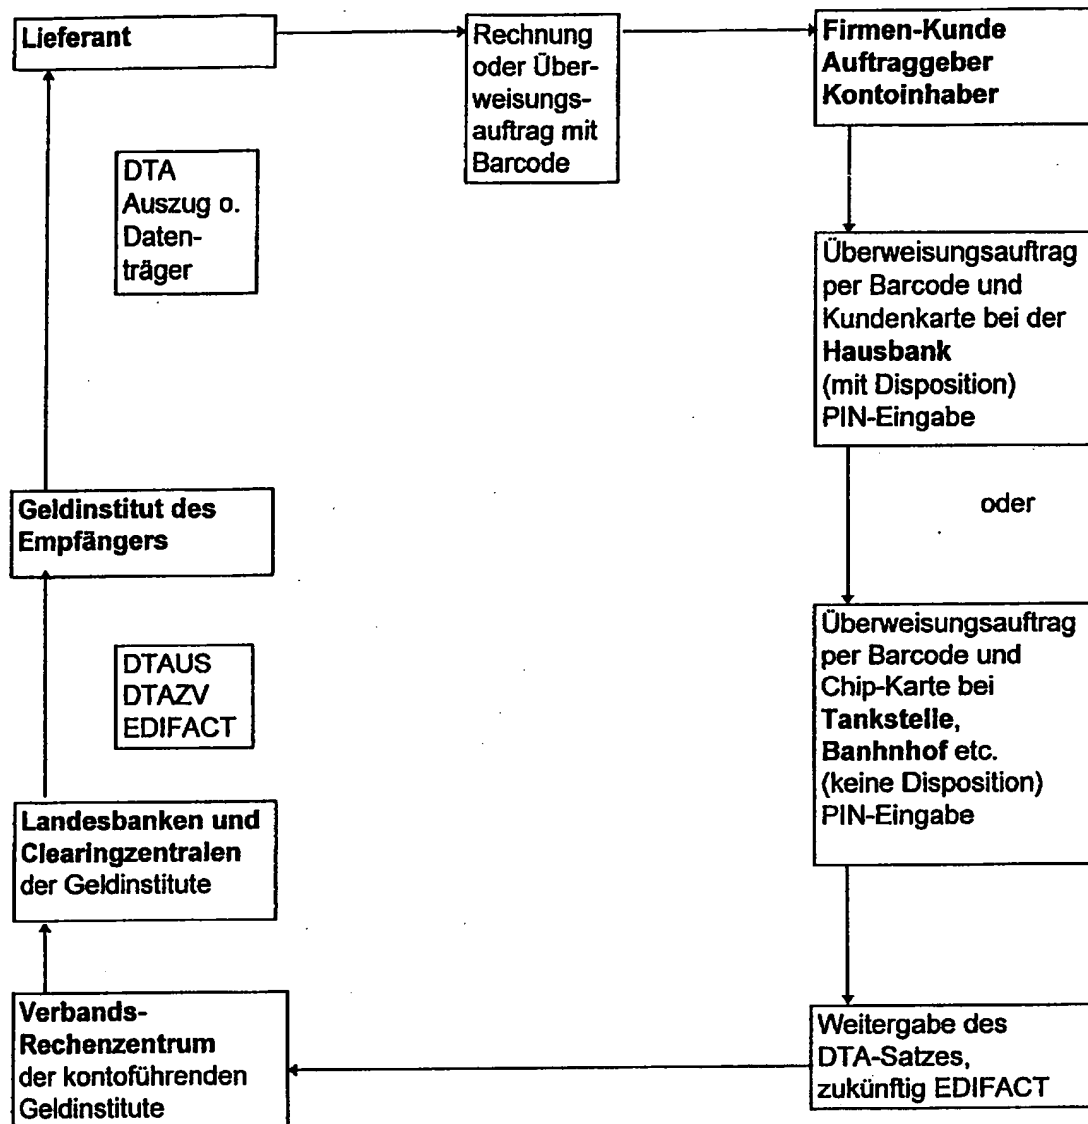 Lieferant
Rechnung
oder Über-
weisungs-
auftrag mit
Barcode
Firmen-Kunde
Auftraggeber
Kontoinhaber
DTA
Auszug o.
Daten-
träger
Überweisungsauftrag
per Barcode und
Kundenkarte bei der
Hausbank
(mit Disposition)
PIN-Eingabe
oder
Geldinstitut des
Empfängers
Überweisungsauftrag
per Barcode und
Chip-Karte bei
Tankstelle,
Banhnhof etc.
(keine Disposition)
PIN-Eingabe
DTAUS
DTAZV
EDIFACT
Landesbanken und
Clearingzentralen
der Geldinstitute
Weitergabe des
DTA-Satzes,
zukünftig EDIFACT
Verbands-
Rechenzentrum
der kontoführenden
Geldinstitute